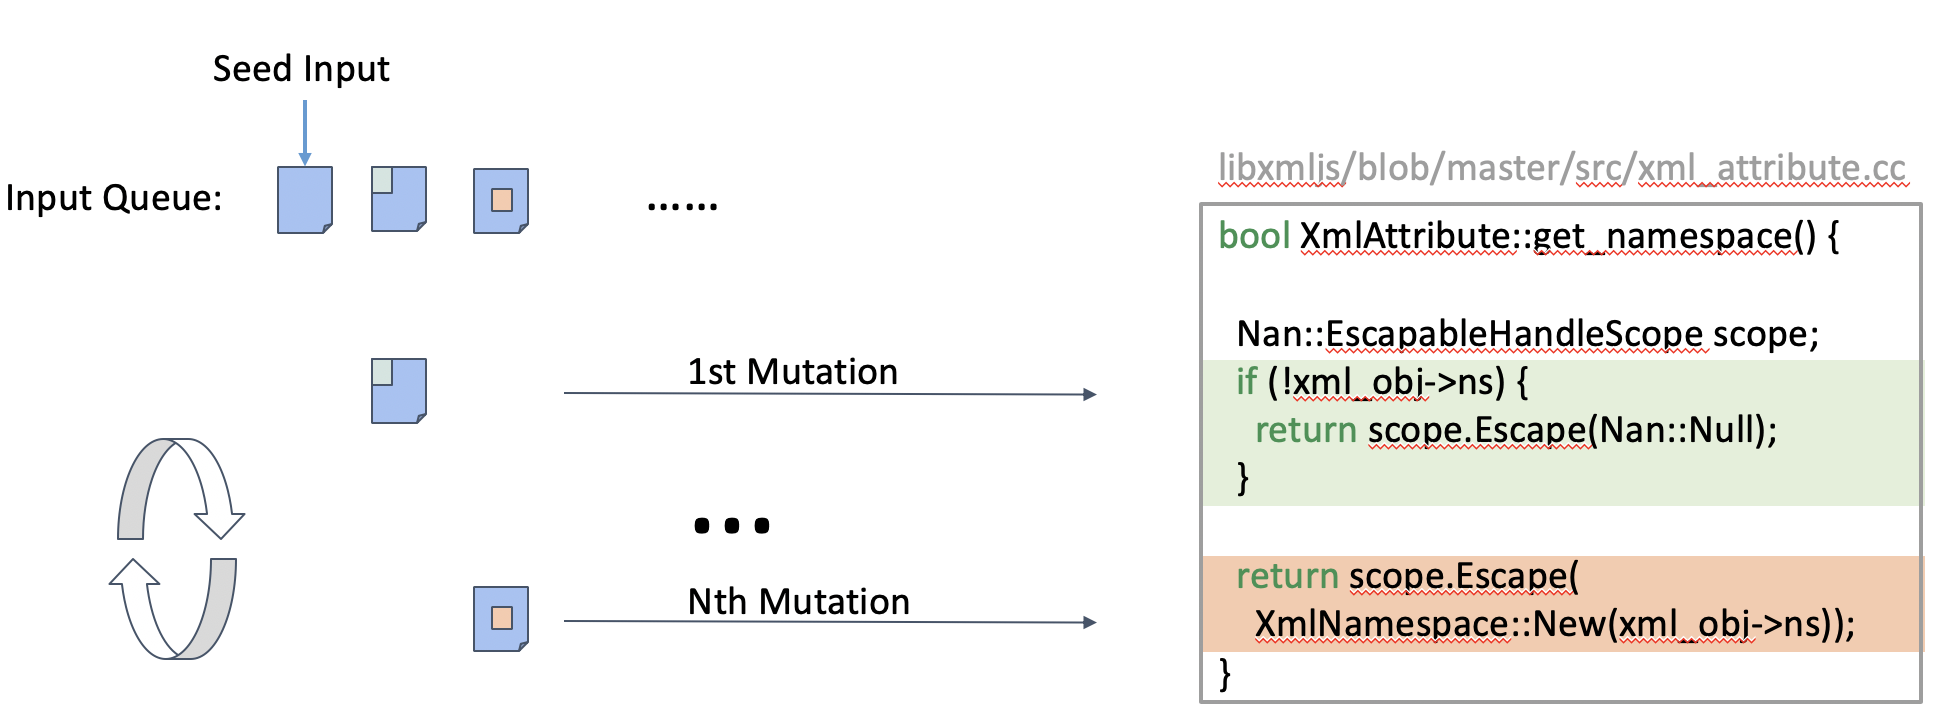 Seed Input
Input Queue:
......
libxmljs/blob/master/src/xml_attribute.cc
bool XmlAttribute::get_namespace() {
Nan::EscapableHandleScope scope;
if (!xml_obj->ns) {
return scope.Escape(Nan::Null);
}
return scope.Escape(
XmlNamespace::New(xml_obj->ns));
}
1st Mutation
...
Nth Mutation